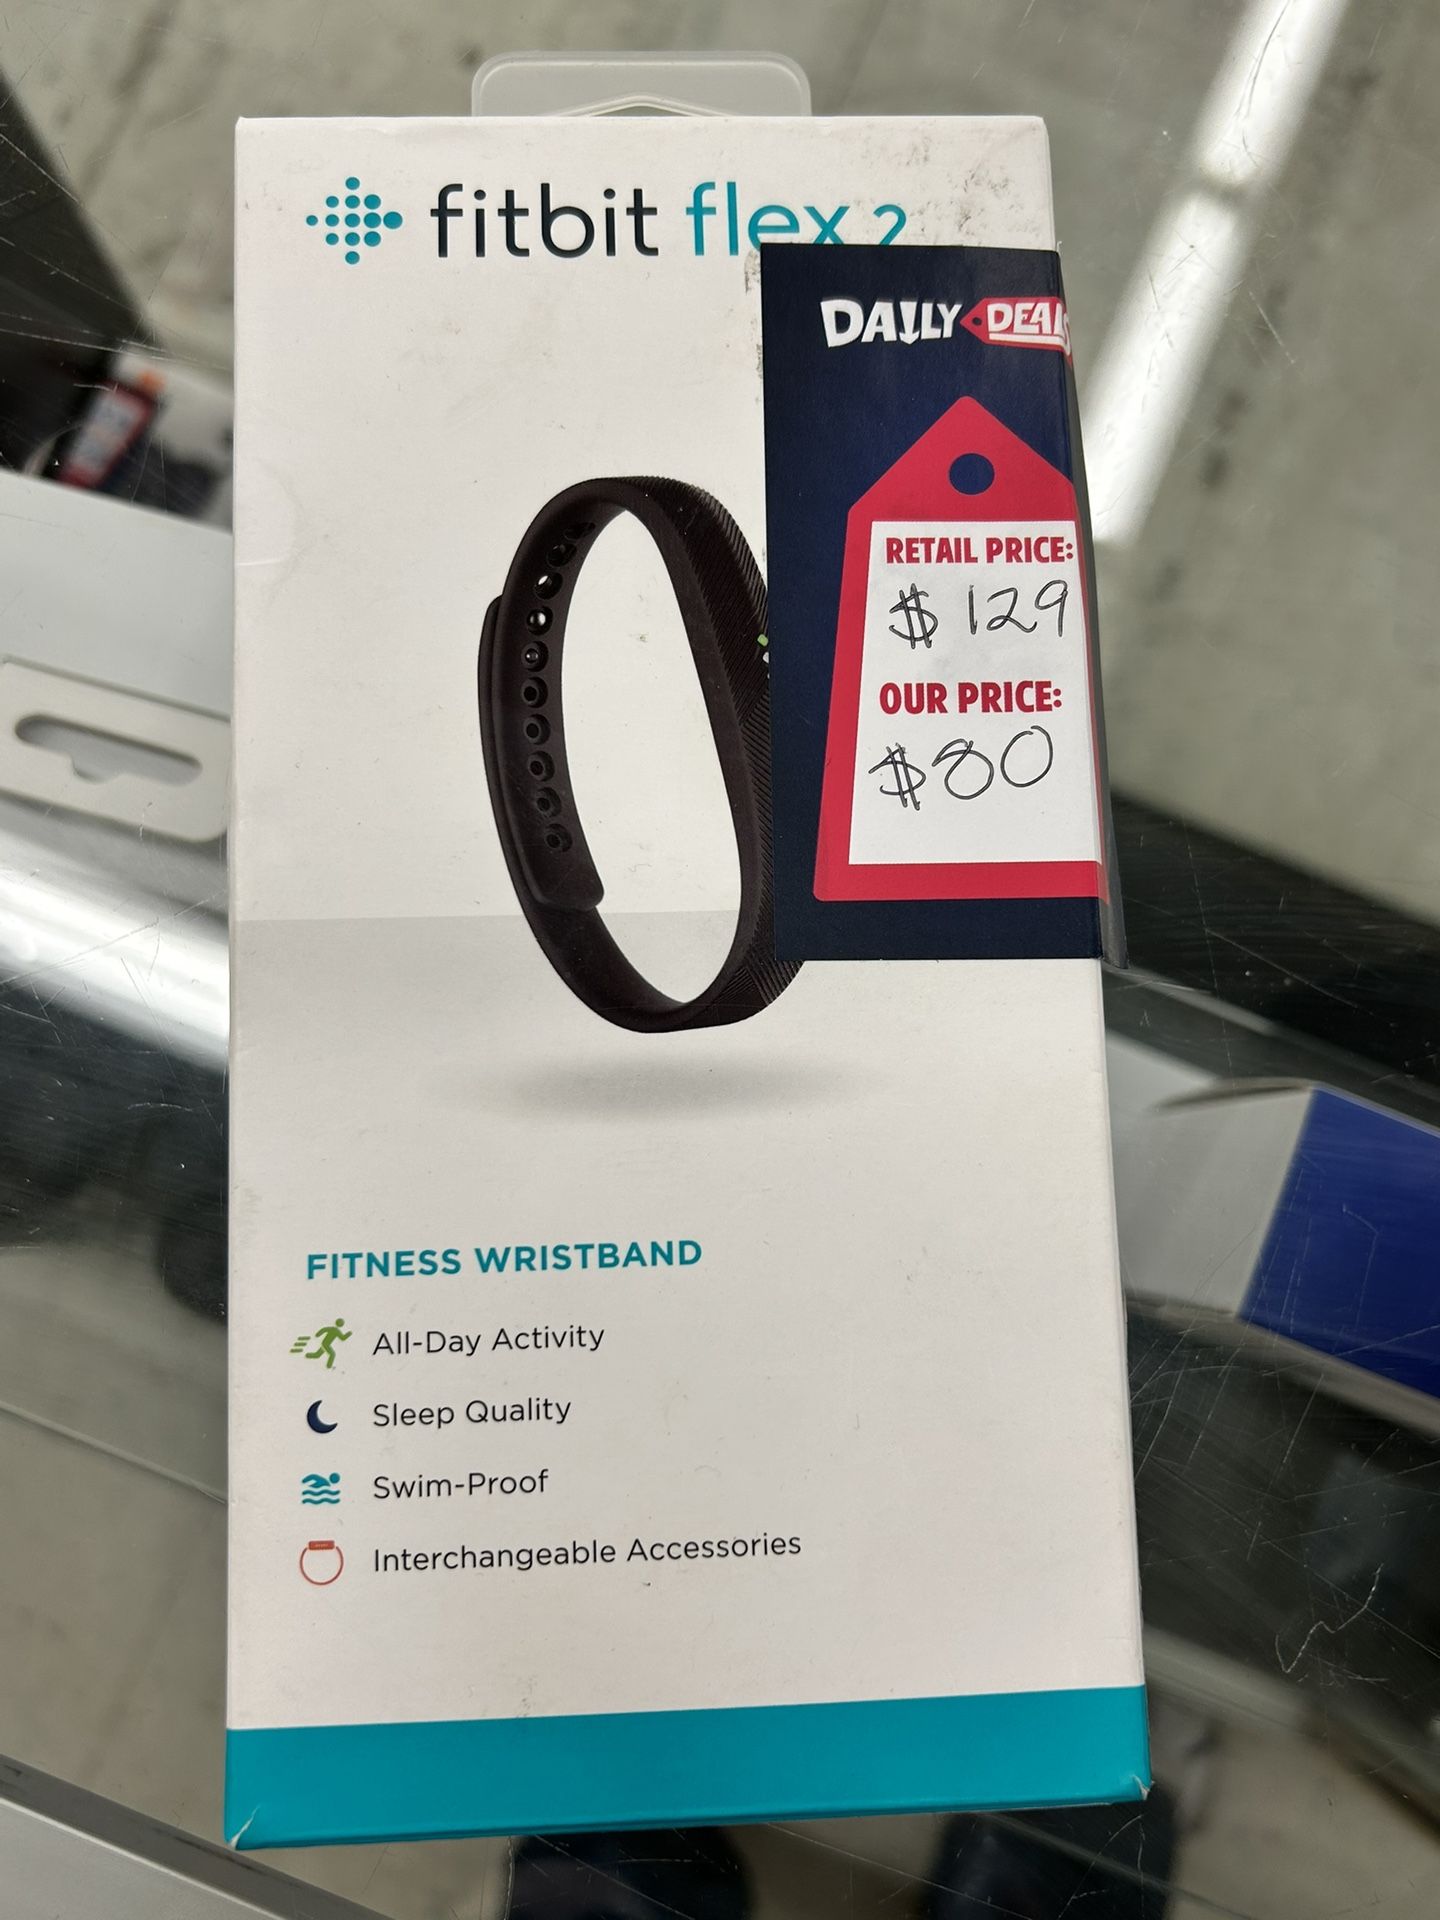 fitbit flex 2
DAILY DEALS
RETAIL PRICE:
$129
OUR PRICE:
$80
FITNESS WRISTBAND
All-Day Activity
Sleep Quality
Swim-Proof
Interchangeable Accessories